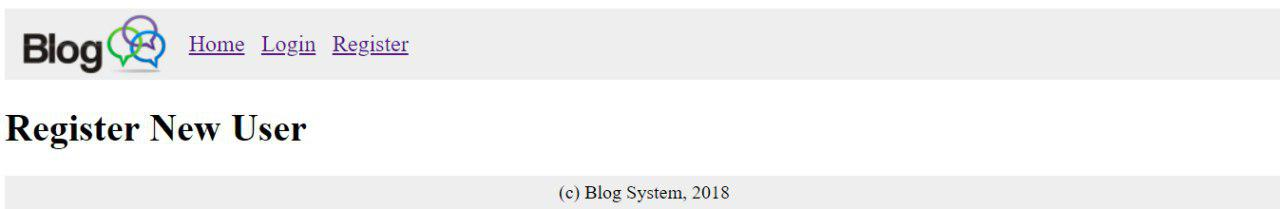 Blog Home Login Register
Register New User
(c) Blog System, 2018